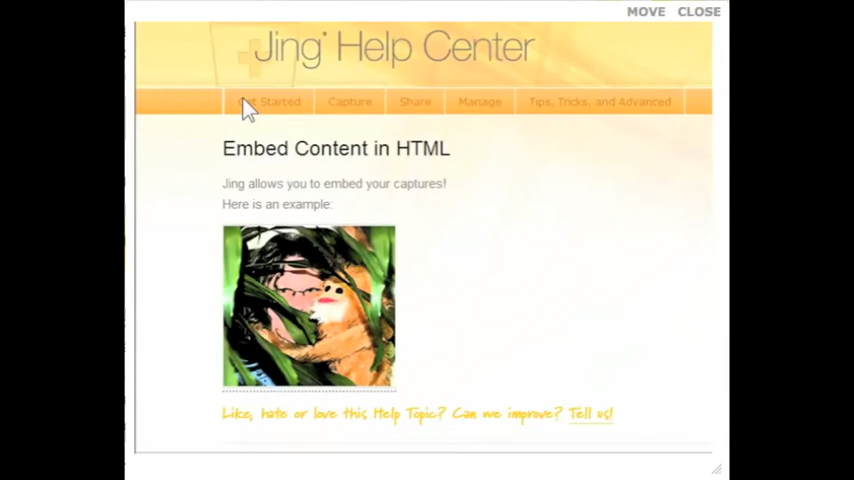 MOVE CLOSE
Jing Help Center
Get Started Capture Share Manage Tips, Tricks, and Advanced
Embed Content in HTML
Jing allows you to embed your captures!
Here is an example:
Like, hate or love this Help Topic? Can we improve? Tell us!